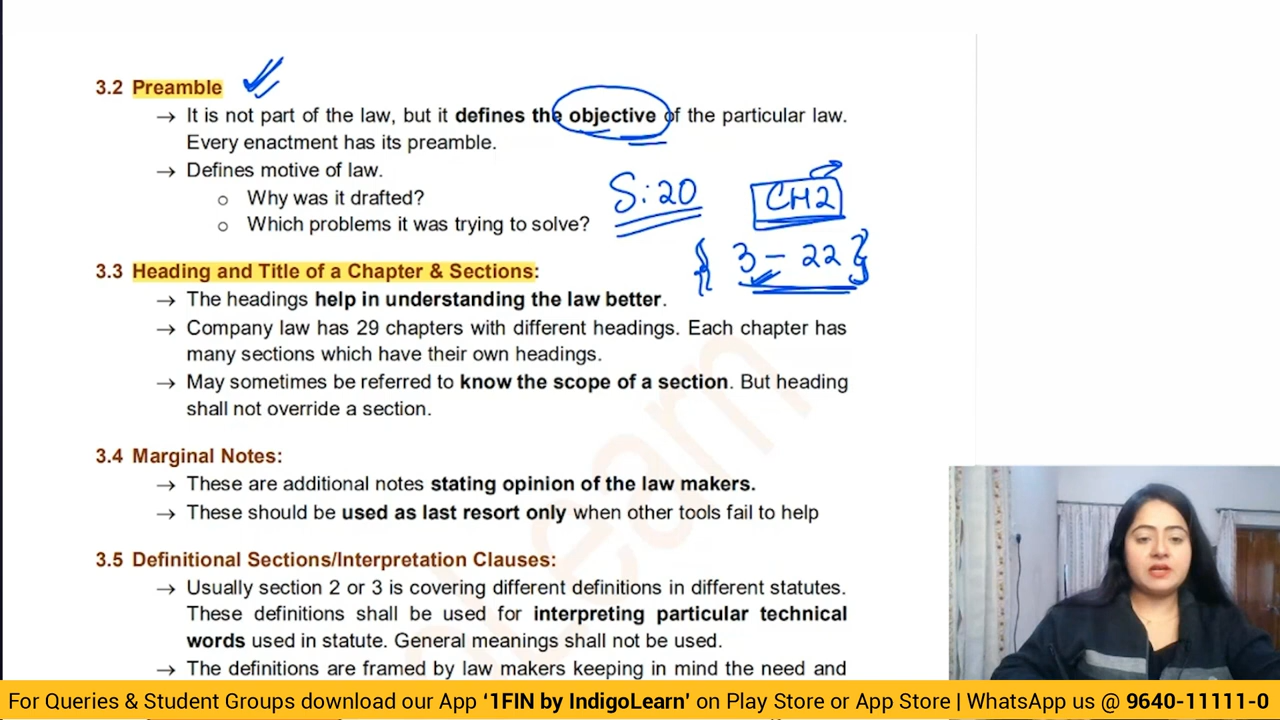 3.2 Preamble
→ It is not part of the law, but it defines the objective of the particular law.
Every enactment has its preamble.
→ Defines motive of law.
○ Why was it drafted?
S:20
CH2
○ Which problems it was trying to solve?
{ 3 – 22 }
3.3 Heading and Title of a Chapter & Sections:
→ The headings help in understanding the law better.
→ Company law has 29 chapters with different headings. Each chapter has
many sections which have their own headings.
→ May sometimes be referred to know the scope of a section. But heading
shall not override a section.
3.4 Marginal Notes:
→ These are additional notes stating opinion of the law makers.
→ These should be used as last resort only when other tools fail to help
3.5 Definitional Sections/Interpretation Clauses:
→ Usually section 2 or 3 is covering different definitions in different statutes.
These definitions shall be used for interpreting particular technical
words used in statute. General meanings shall not be used.
→ The definitions are framed by law makers keeping in mind the need and
For Queries & Student Groups download our App ‘1FIN by IndigoLearn’ on Play Store or App Store | WhatsApp us @ 9640-11111-0